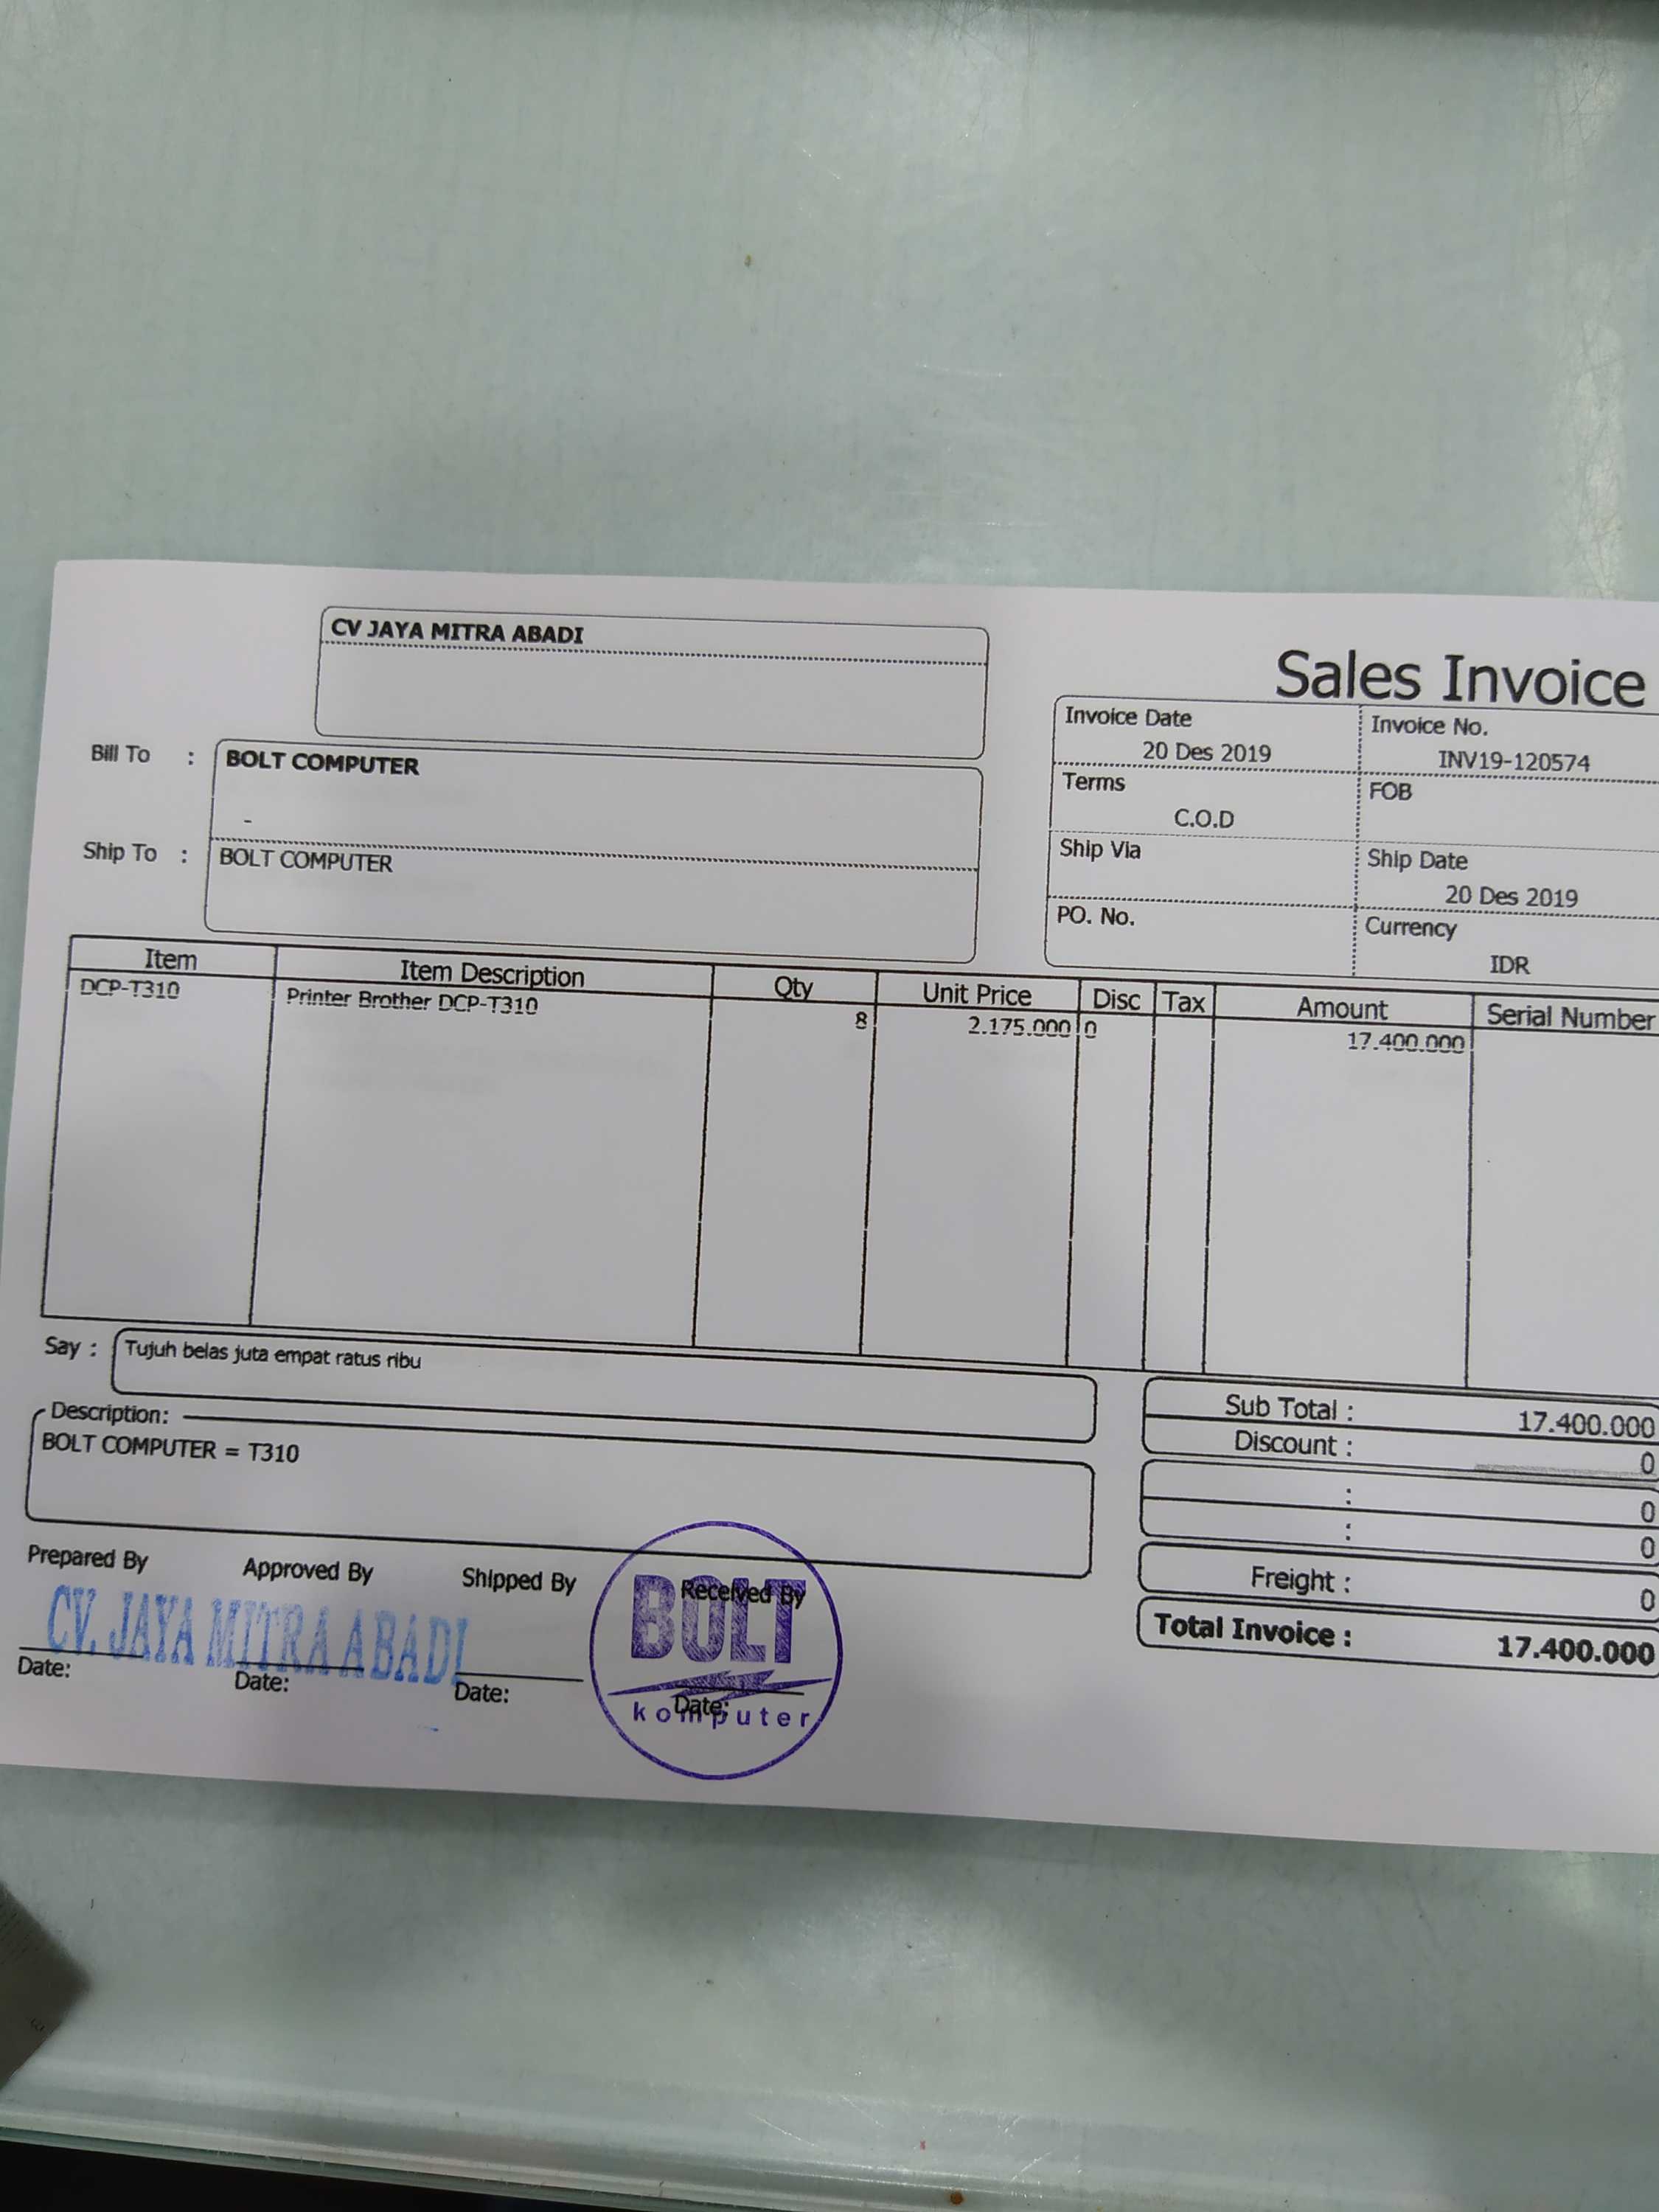 CV JAYA MITRA ABADI
Sales Invoice
Bill To :
BOLT COMPUTER
-
Ship To :
BOLT COMPUTER
Invoice Date
20 Des 2019
Invoice No.
INV19-120574
Terms
C.O.D
FOB
Ship Via
Ship Date
20 Des 2019
PO. No.
Currency
IDR
Item Item Description Qty Unit Price Disc Tax Amount Serial Number
DCP-T310 Printer Brother DCP-T310 8 2.175.000 0 17.400.000
Say : Tujuh belas juta empat ratus ribu
Description:
BOLT COMPUTER = T310
Sub Total : 17.400.000
Discount : 0
: 0
: 0
Freight : 0
Total Invoice : 17.400.000
Prepared By Approved By Shipped By Received By
CV. JAYA MITRA ABADI
BOLT
komputer
Date: Date: Date: Date: